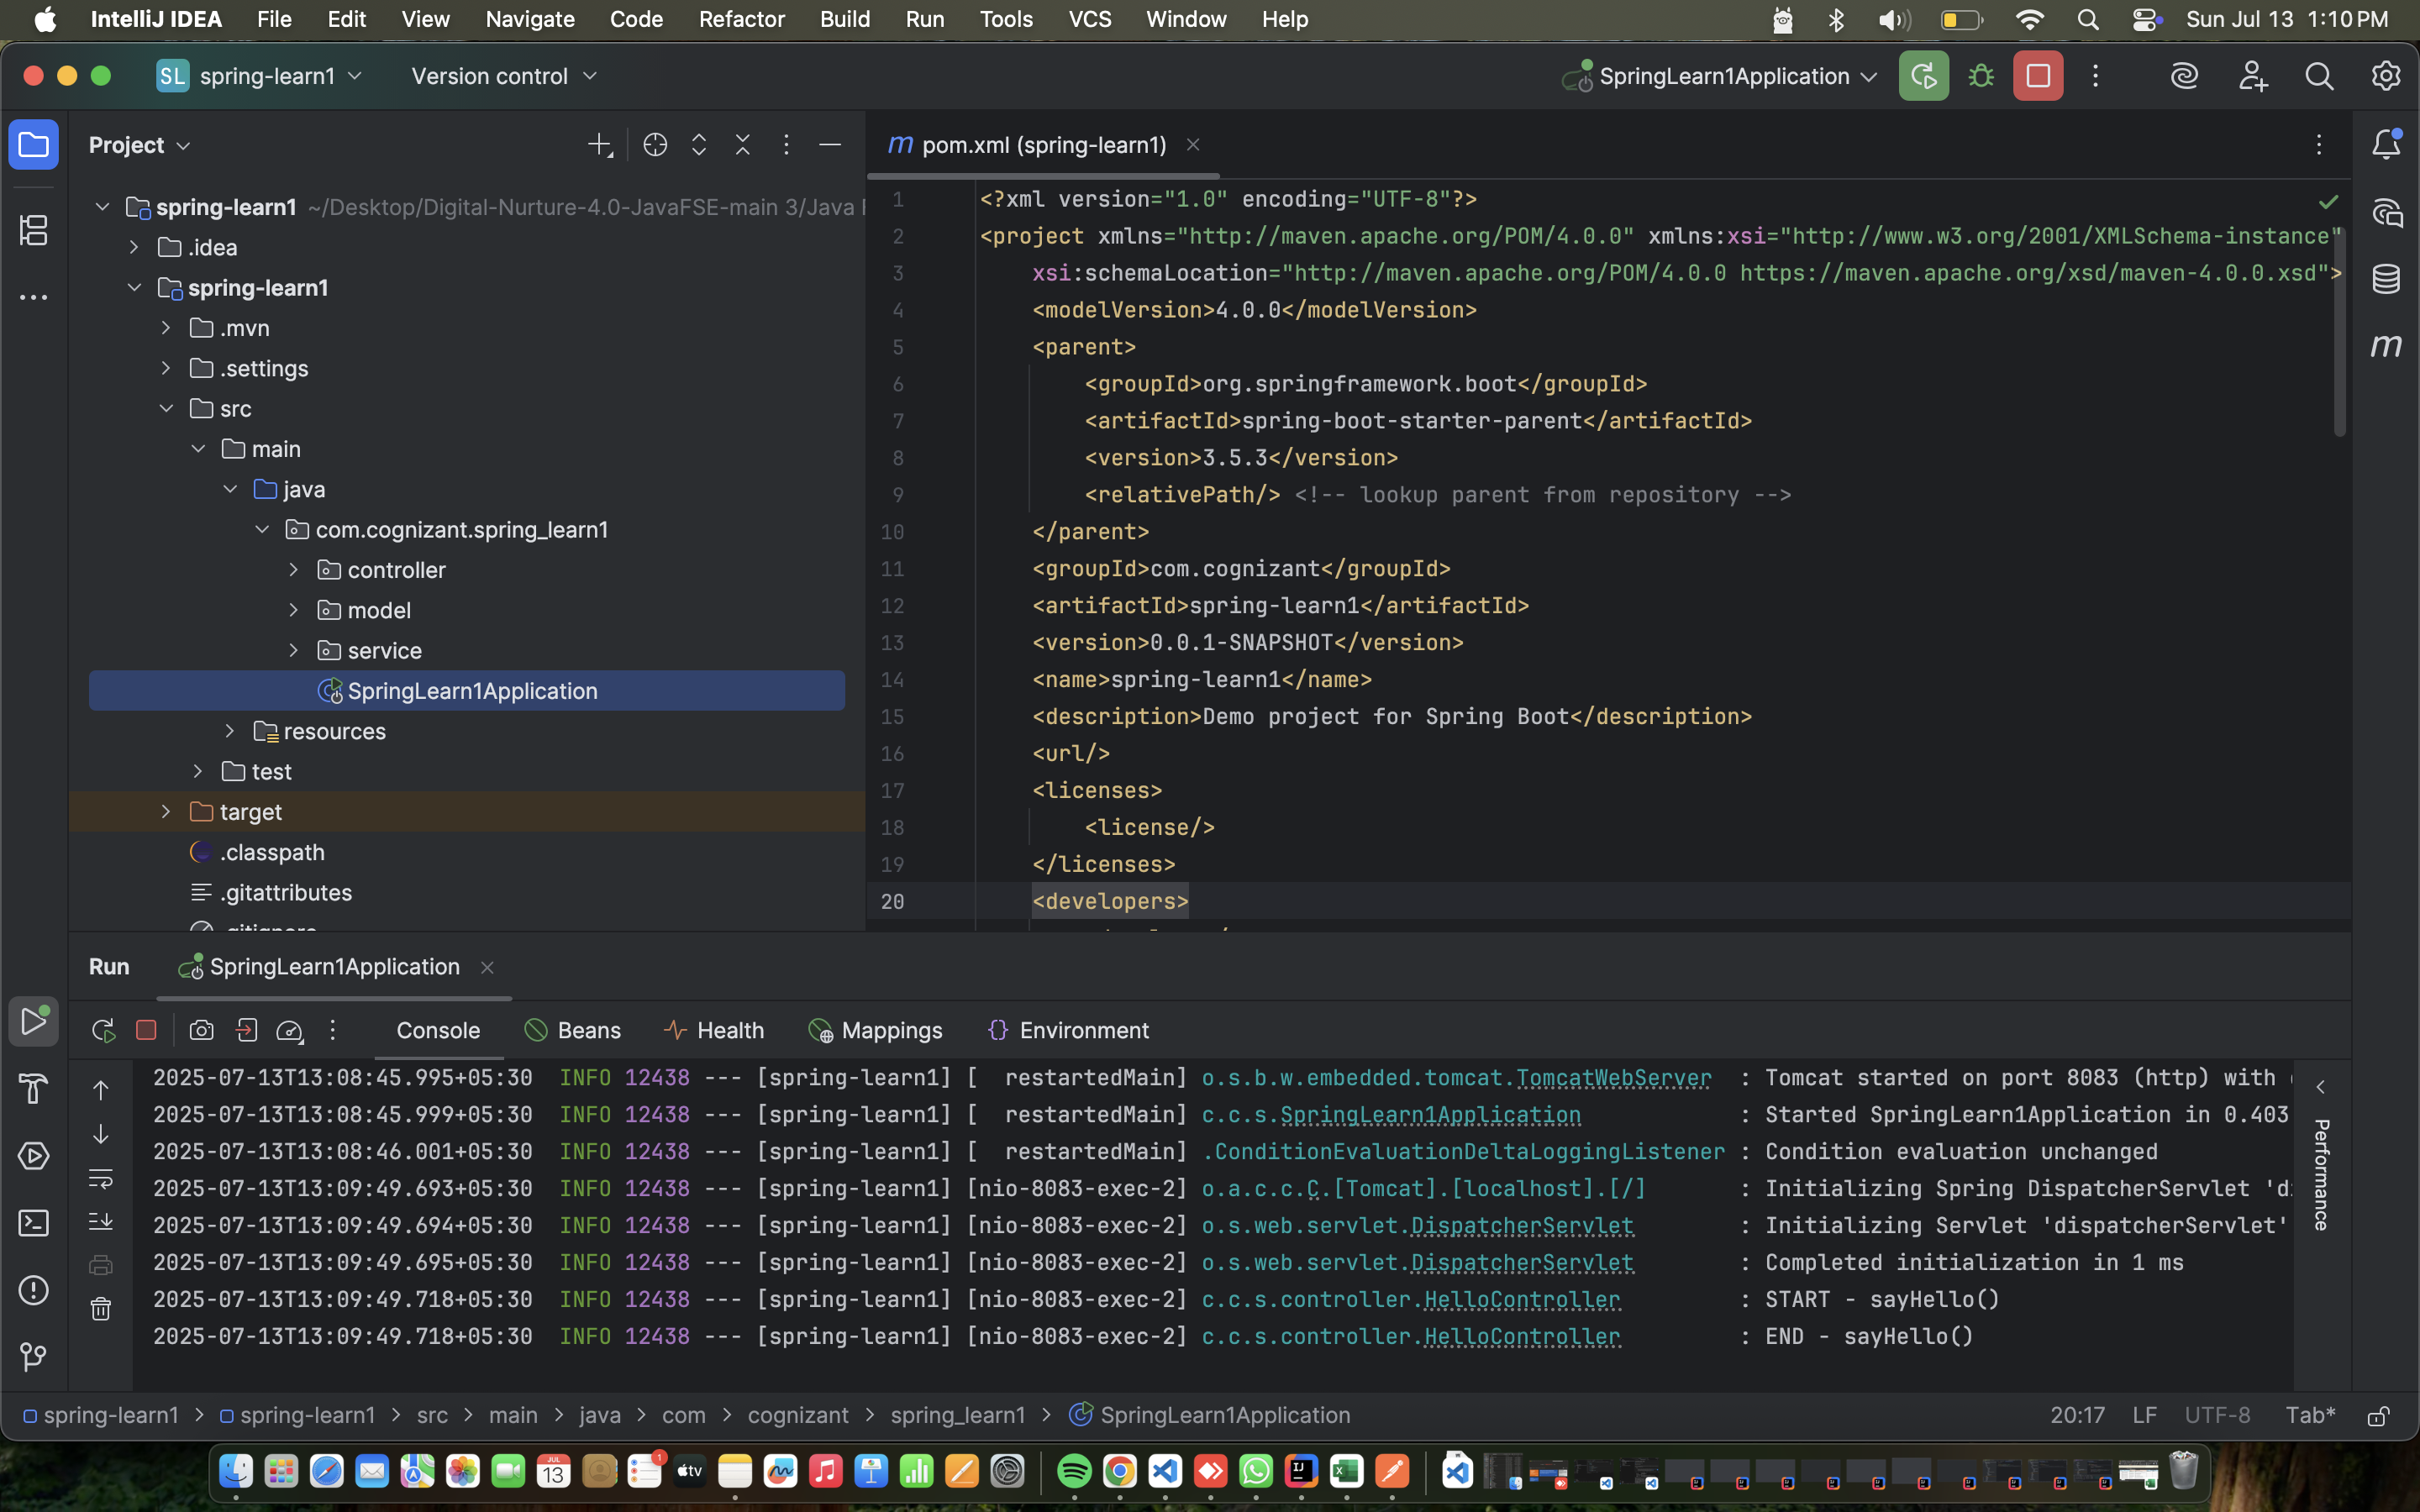 IntelliJ IDEA File Edit View Navigate Code Refactor Build Run Tools VCS Window Help Sun Jul 13 1:10 PM
SL spring-learn1 Version control SpringLearn1Application
Project
spring-learn1 ~/Desktop/Digital-Nurture-4.0-JavaFSE-main 3/Java
.idea
spring-learn1
.mvn
.settings
src
main
java
com.cognizant.spring_learn1
controller
model
service
SpringLearn1Application
resources
test
target
.classpath
.gitattributes
.gitignore
m pom.xml (spring-learn1)
1 <?xml version="1.0" encoding="UTF-8"?>
2 <project xmlns="http://maven.apache.org/POM/4.0.0" xmlns:xsi="http://www.w3.org/2001/XMLSchema-instance"
3 xsi:schemaLocation="http://maven.apache.org/POM/4.0.0 https://maven.apache.org/xsd/maven-4.0.0.xsd">
4 <modelVersion>4.0.0</modelVersion>
5 <parent>
6 <groupId>org.springframework.boot</groupId>
7 <artifactId>spring-boot-starter-parent</artifactId>
8 <version>3.5.3</version>
9 <relativePath/> <!-- lookup parent from repository -->
10 </parent>
11 <groupId>com.cognizant</groupId>
12 <artifactId>spring-learn1</artifactId>
13 <version>0.0.1-SNAPSHOT</version>
14 <name>spring-learn1</name>
15 <description>Demo project for Spring Boot</description>
16 <url/>
17 <licenses>
18 <license/>
19 </licenses>
20 <developers>
m
Run SpringLearn1Application
Console Beans Health Mappings Environment
2025-07-13T13:08:45.995+05:30 INFO 12438 --- [spring-learn1] [ restartedMain] o.s.b.w.embedded.tomcat.TomcatWebServer : Tomcat started on port 8083 (http) with
2025-07-13T13:08:45.999+05:30 INFO 12438 --- [spring-learn1] [ restartedMain] c.c.s.SpringLearn1Application : Started SpringLearn1Application in 0.403
2025-07-13T13:08:46.001+05:30 INFO 12438 --- [spring-learn1] [ restartedMain] .ConditionEvaluationDeltaLoggingListener : Condition evaluation unchanged
2025-07-13T13:09:49.693+05:30 INFO 12438 --- [spring-learn1] [nio-8083-exec-2] o.a.c.c.C.[Tomcat].[localhost].[/] : Initializing Spring DispatcherServlet 'd
2025-07-13T13:09:49.694+05:30 INFO 12438 --- [spring-learn1] [nio-8083-exec-2] o.s.web.servlet.DispatcherServlet : Initializing Servlet 'dispatcherServlet'
2025-07-13T13:09:49.695+05:30 INFO 12438 --- [spring-learn1] [nio-8083-exec-2] o.s.web.servlet.DispatcherServlet : Completed initialization in 1 ms
2025-07-13T13:09:49.718+05:30 INFO 12438 --- [spring-learn1] [nio-8083-exec-2] c.c.s.controller.HelloController : START - sayHello()
2025-07-13T13:09:49.718+05:30 INFO 12438 --- [spring-learn1] [nio-8083-exec-2] c.c.s.controller.HelloController : END - sayHello()
Performance
spring-learn1 > spring-learn1 > src > main > java > com > cognizant > spring_learn1 > SpringLearn1Application 20:17 LF UTF-8 Tab*
JUL 13 1 tv IJ